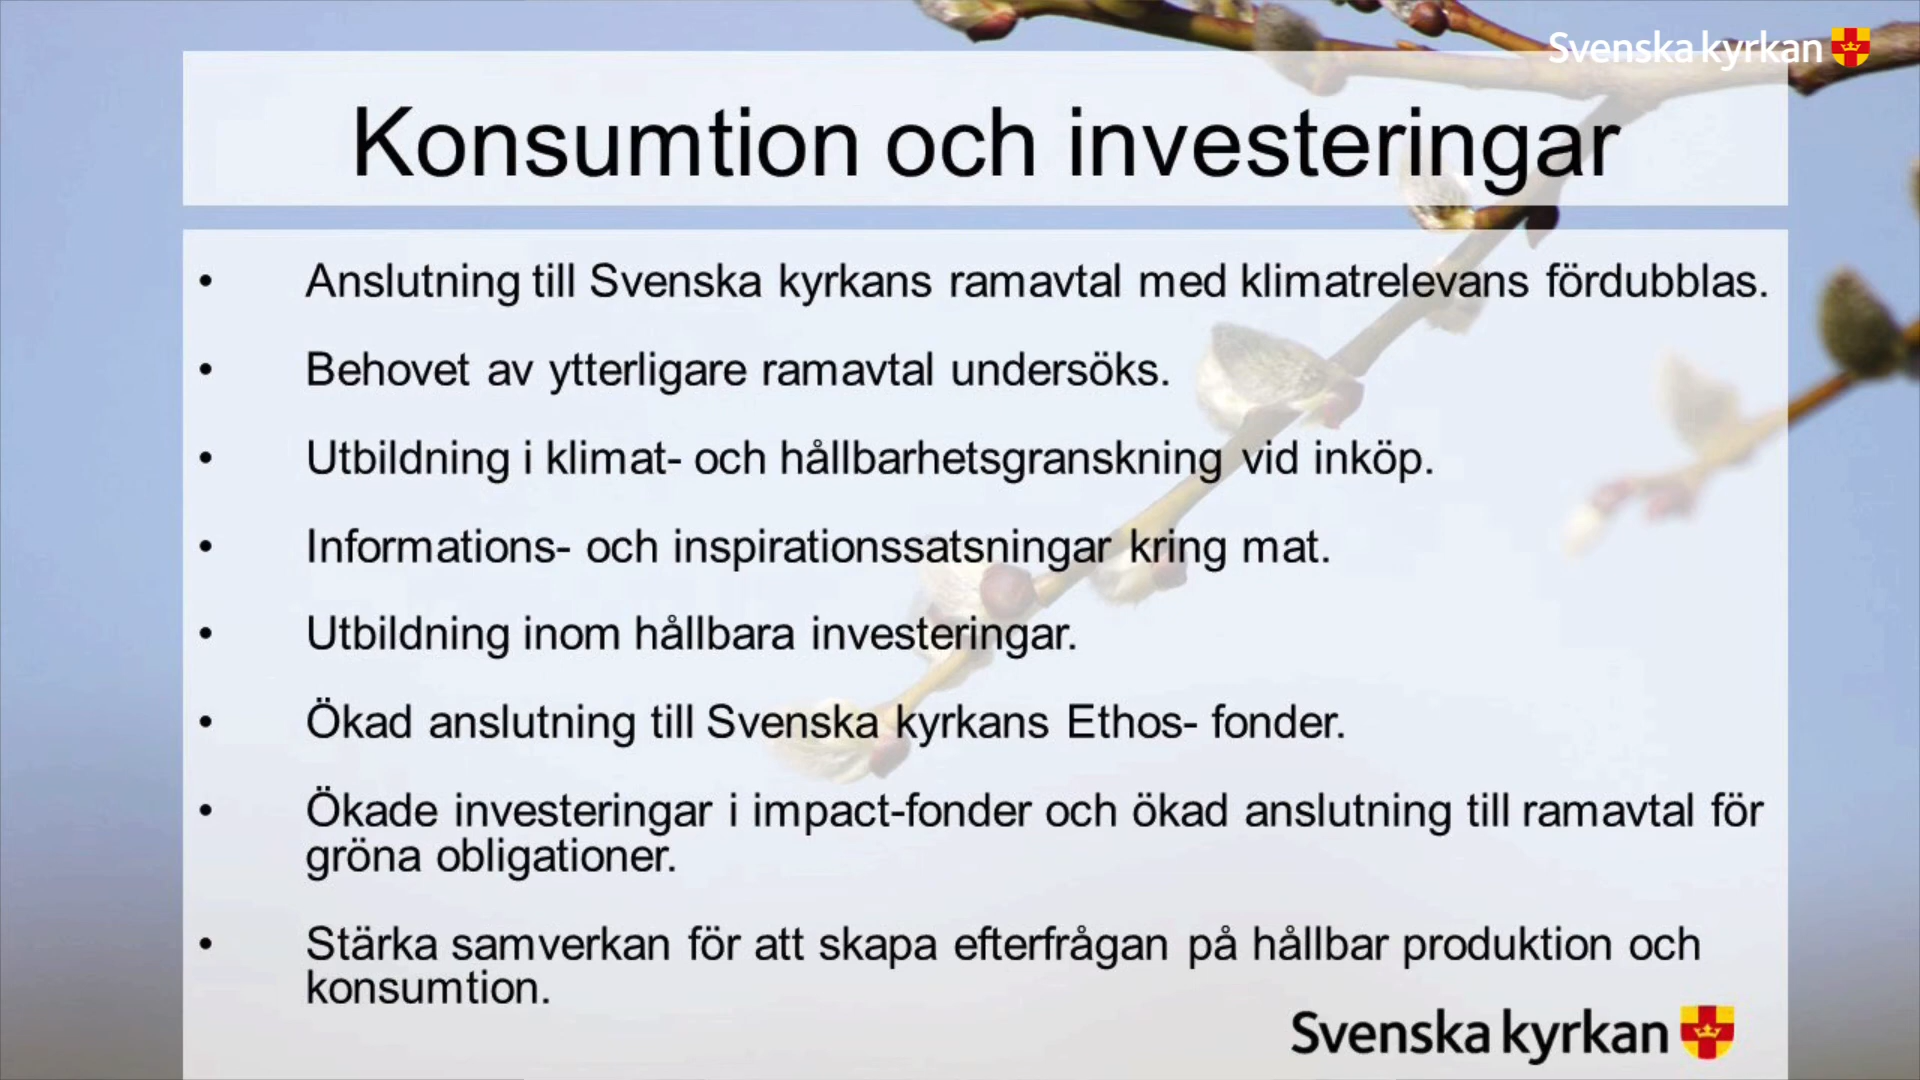 Svenska kyrkan
Konsumtion och investeringar
• Anslutning till Svenska kyrkans ramavtal med klimatrelevans fördubblas.
• Behovet av ytterligare ramavtal undersöks.
• Utbildning i klimat- och hållbarhetsgranskning vid inköp.
• Informations- och inspirationssatsningar kring mat.
• Utbildning inom hållbara investeringar.
• Ökad anslutning till Svenska kyrkans Ethos- fonder.
• Ökade investeringar i impact-fonder och ökad anslutning till ramavtal för
gröna obligationer.
• Stärka samverkan för att skapa efterfrågan på hållbar produktion och
konsumtion.
Svenska kyrkan